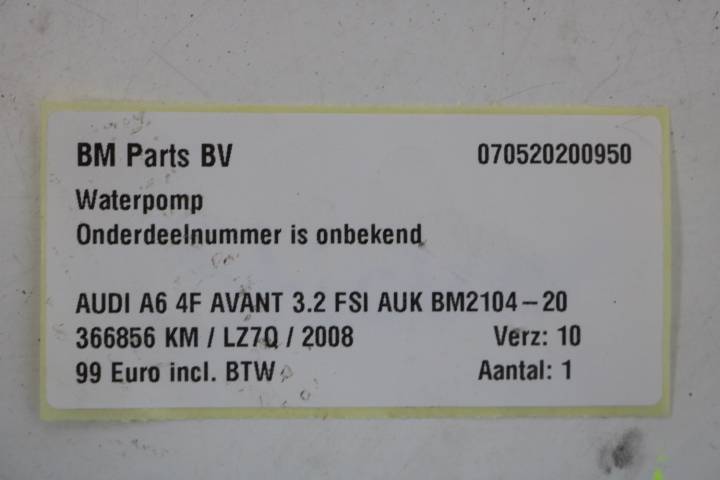 BM Parts BV 070520200950
Waterpomp
Onderdeelnummer is onbekend
AUDI A6 4F AVANT 3.2 FSI AUK BM2104-20
366856 KM / LZ7Q / 2008 Verz: 10
99 Euro incl. BTW Aantal: 1